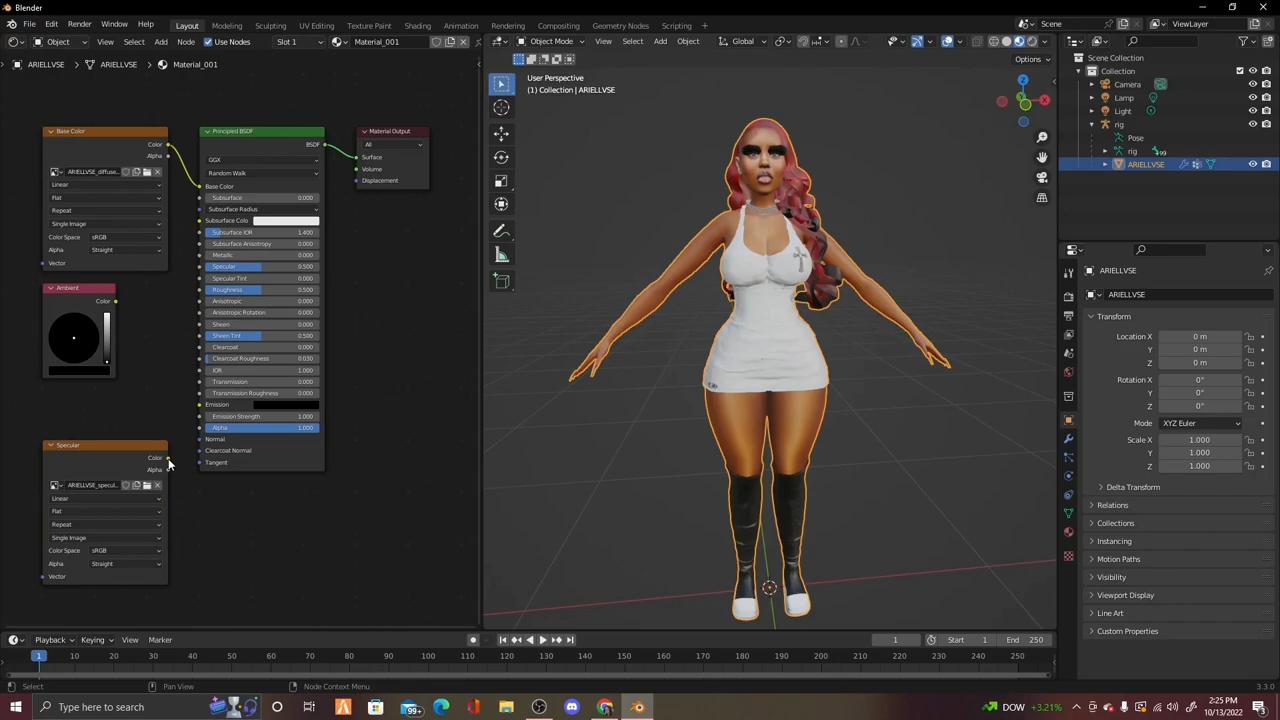 Blender
File Edit Render Window Help Layout Modeling Sculpting UV Editing Texture Paint Shading Animation Rendering Compositing Geometry Nodes Scripting + Scene ViewLayer
Object View Select Add Node Use Nodes Slot 1 Material_001
Object Mode View Select Add Object Global
ARIELLVSE ARIELLVSE Material_001
Options
User Perspective
(1) Collection | ARIELLVSE
Base Color
Color
Alpha
ARIELLVSE_diffuse...
Linear
Flat
Repeat
Single Image
Color Space sRGB
Alpha Straight
Vector
Ambient
Color
Specular
Color
Alpha
ARIELLVSE_specul...
Linear
Flat
Repeat
Single Image
Color Space sRGB
Alpha Straight
Vector
Principled BSDF
BSDF
GGX
Random Walk
Base Color
Subsurface 0.000
Subsurface Radius
Subsurface Colo
Subsurface IOR 1.400
Subsurface Anisotropy 0.000
Metallic 0.000
Specular 0.500
Specular Tint 0.000
Roughness 0.500
Anisotropic 0.000
Anisotropic Rotation 0.000
Sheen 0.000
Sheen Tint 0.500
Clearcoat 0.000
Clearcoat Roughness 0.030
IOR 1.000
Transmission 0.000
Transmission Roughness 0.000
Emission
Emission Strength 1.000
Alpha 1.000
Normal
Clearcoat Normal
Tangent
Material Output
All
Surface
Volume
Displacement
Scene Collection
Collection
Camera
Lamp
Light
rig
Pose
rig 99
ARIELLVSE
ARIELLVSE
ARIELLVSE
Transform
Location X 0 m
Y 0 m
Z 0 m
Rotation X 0°
Y 0°
Z 0°
Mode XYZ Euler
Scale X 1.000
Y 1.000
Z 1.000
Delta Transform
Relations
Collections
Instancing
Motion Paths
Visibility
Viewport Display
Line Art
Custom Properties
Playback Keying View Marker 1 Start 1 End 250
1 10 20 30 40 50 60 70 80 90 100 110 120 130 140 150 160 170 180 190 200 210 220 230 240 250
Select Pan View Node Context Menu 3.3.0
Type here to search 99+ DOW +3.21% 2:25 PM
10/13/2022